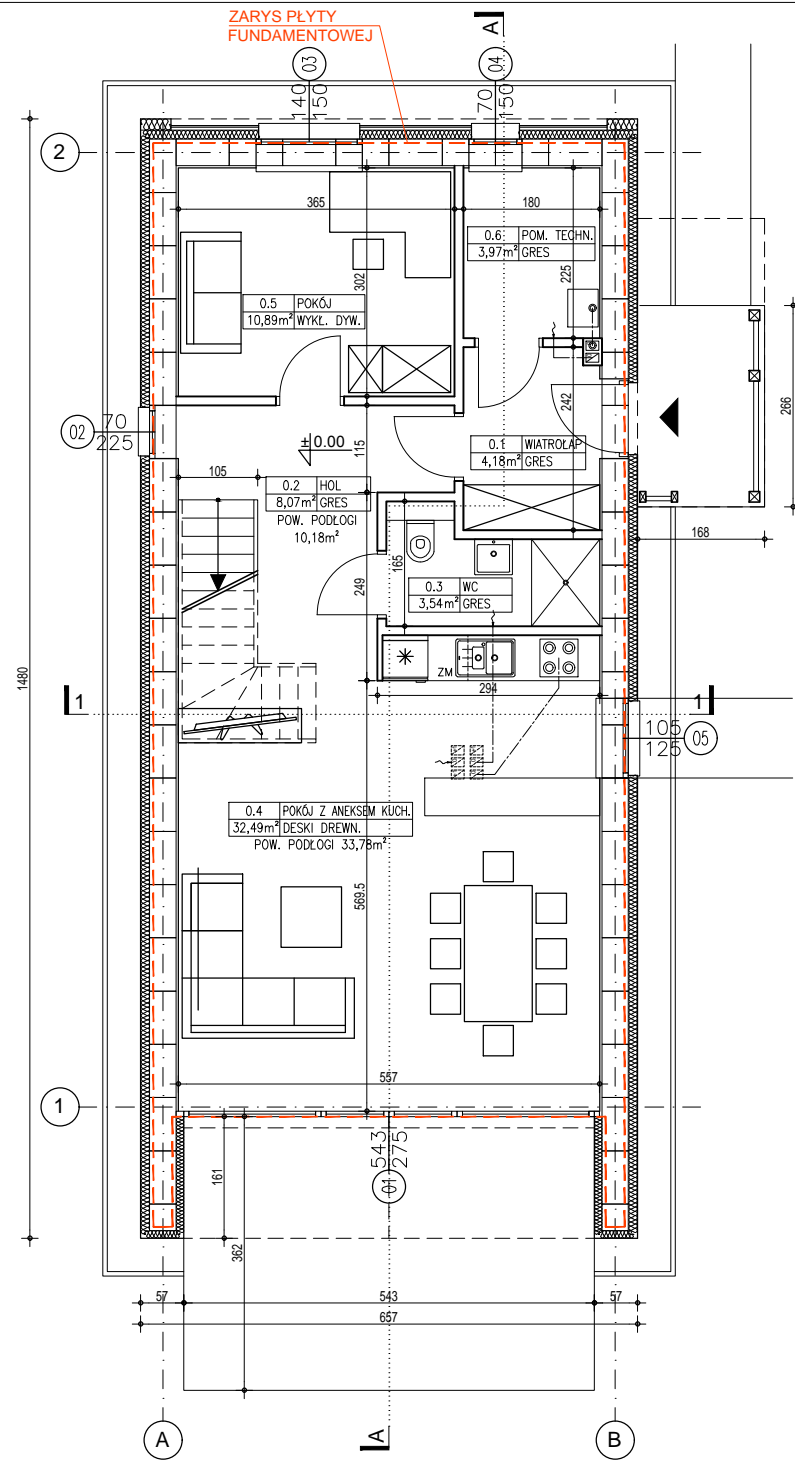 ZARYS PŁYTY
FUNDAMENTOWEJ
A
03
140
150
04
70
150
2
365
180
0.6. POM. TECHN.
3,97m² GRES
302
225
0.5 POKÓJ
10,89m² WYKŁ. DYW.
266
242
02
70
225
±0.00
115
0.1 WIATROŁAP
4,18m² GRES
105
0.2 HOL
8,07m² GRES
POW. PODŁOGI
10,18m²
168
165
249
0.3 WC
3,54m² GRES
1480
ZM
294
1
1
105
125
05
0.4 POKÓJ Z ANEKSEM KUCH.
32,49m² DESKI DREWN.
POW. PODŁOGI 33,78m²
569.5
557
1
543
275
01
161
362
57
543
57
657
A
A
B